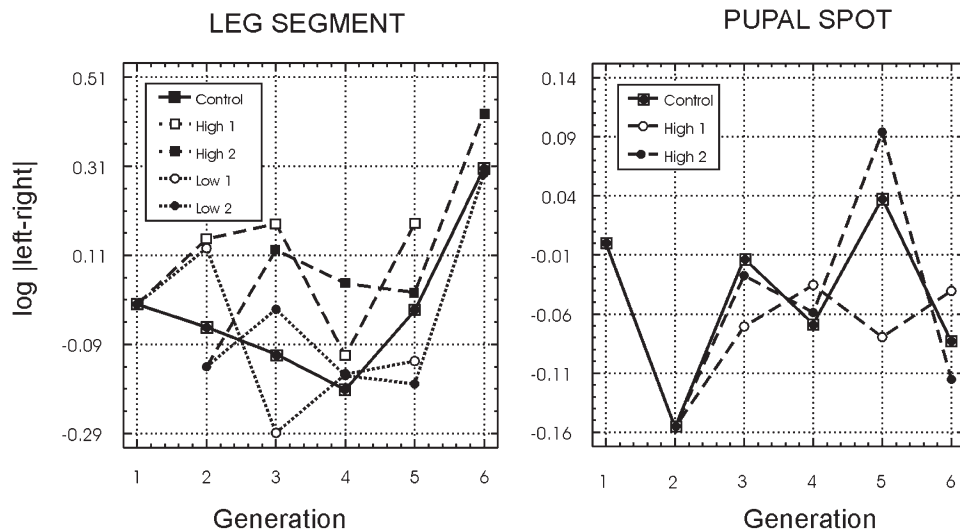 LEG SEGMENT
log |left-right|
0.51
0.31
0.11
-0.09
-0.29
Control
High 1
High 2
Low 1
Low 2
1 2 3 4 5 6
Generation
PUPAL SPOT
0.14
0.09
0.04
-0.01
-0.06
-0.11
-0.16
Control
High 1
High 2
1 2 3 4 5 6
Generation